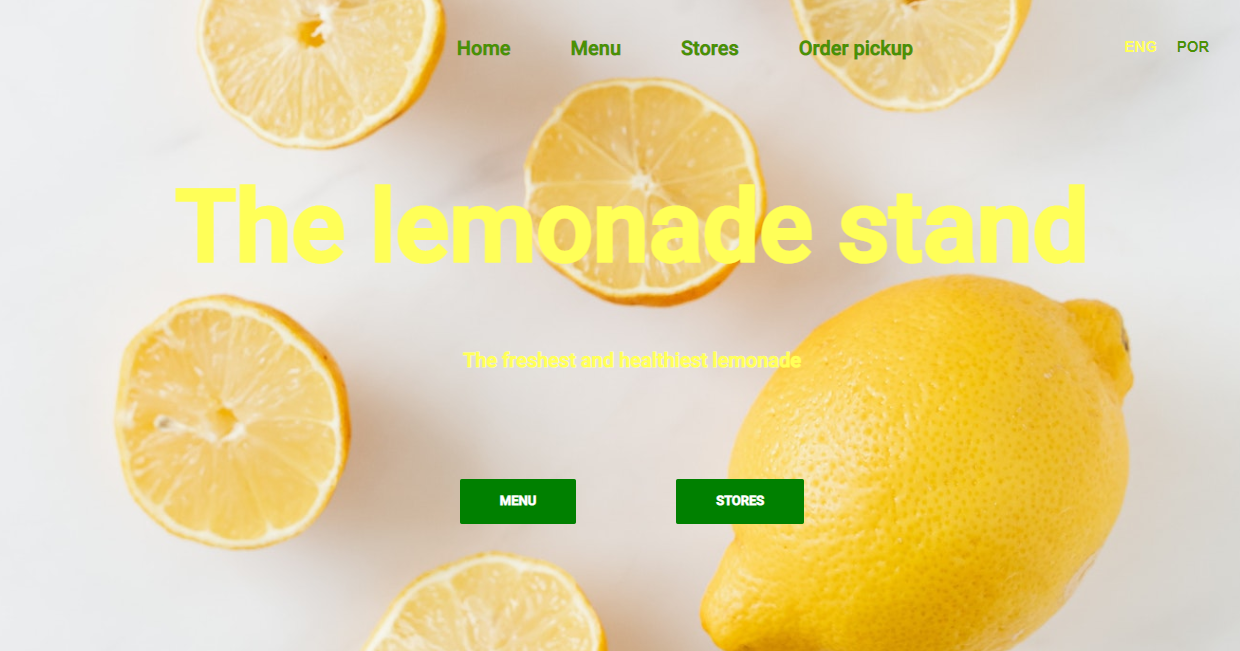 Home Menu Stores Order pickup ENG POR
The lemonade stand
The freshest and healthiest lemonade
MENU STORES